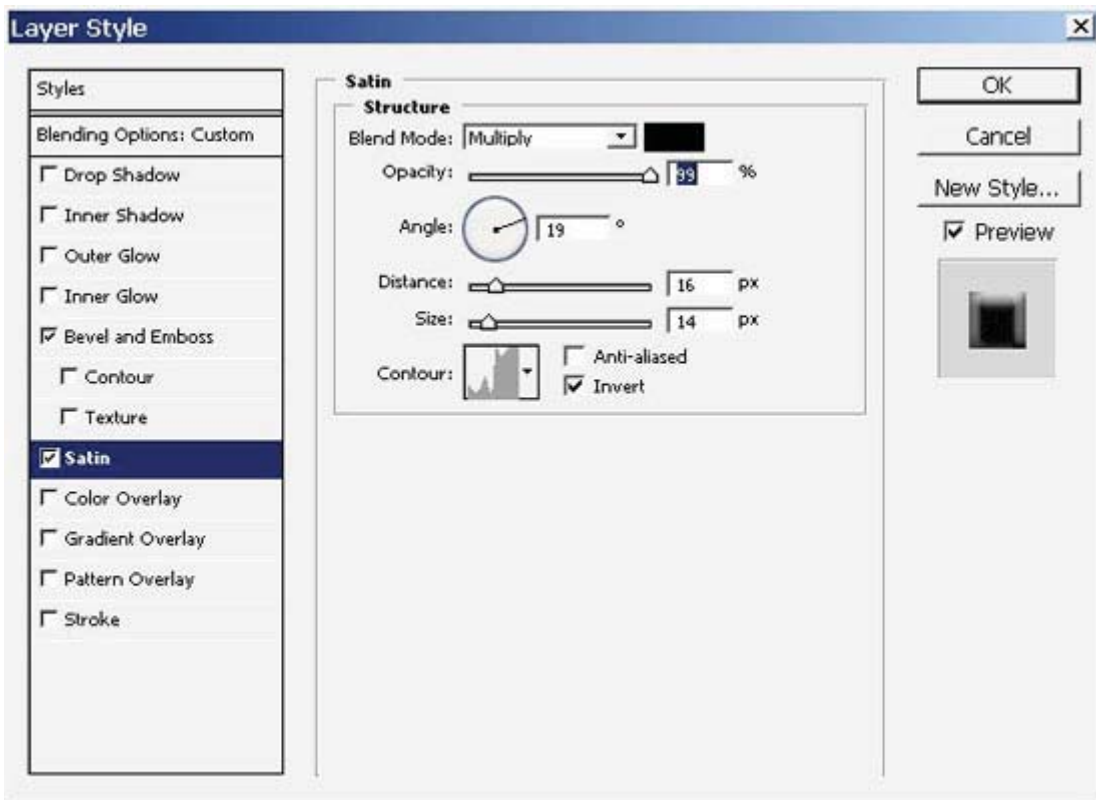 Layer Style
Styles
Blending Options: Custom
Drop Shadow
Inner Shadow
Outer Glow
Inner Glow
Bevel and Emboss
Contour
Texture
Satin
Color Overlay
Gradient Overlay
Pattern Overlay
Stroke
Satin
Structure
Blend Mode: Multiply
Opacity: 99 %
Angle: 19 °
Distance: 16 px
Size: 14 px
Contour:
Anti-aliased
Invert
OK
Cancel
New Style...
Preview